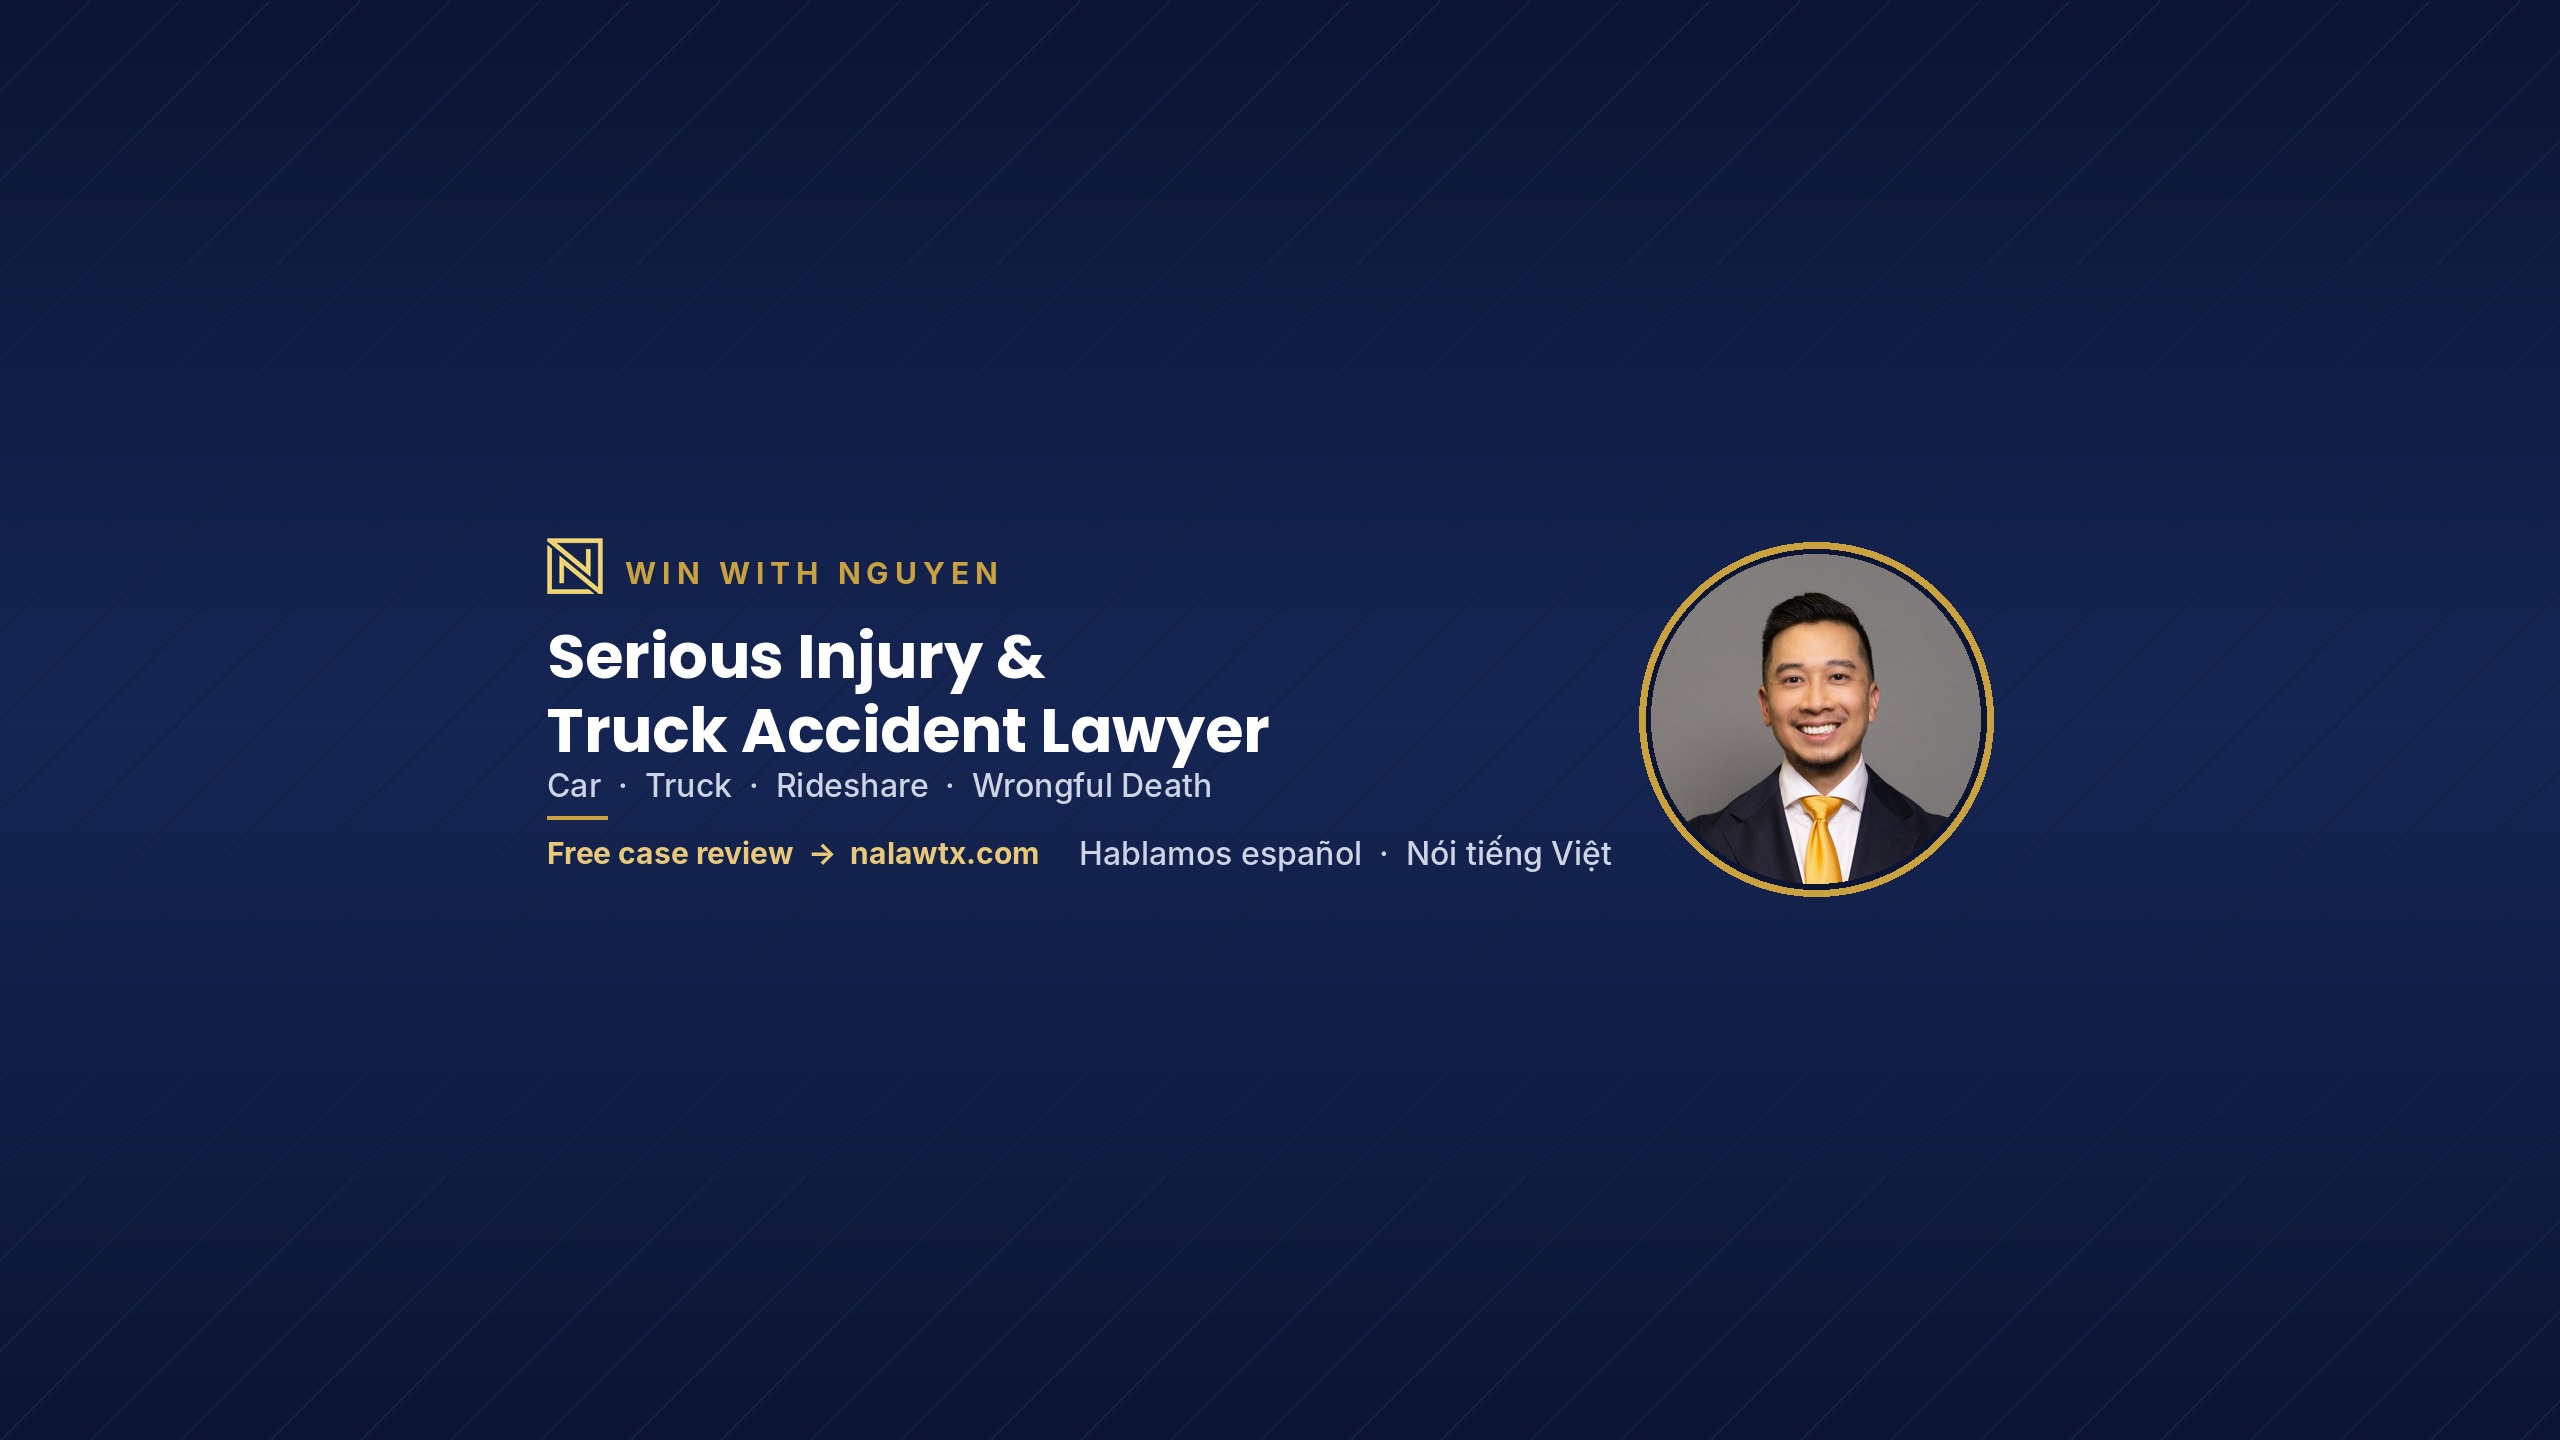 WIN WITH NGUYEN
Serious Injury &
Truck Accident Lawyer
Car · Truck · Rideshare · Wrongful Death
Free case review → nalawtx.com Hablamos español · Nói tiếng Việt